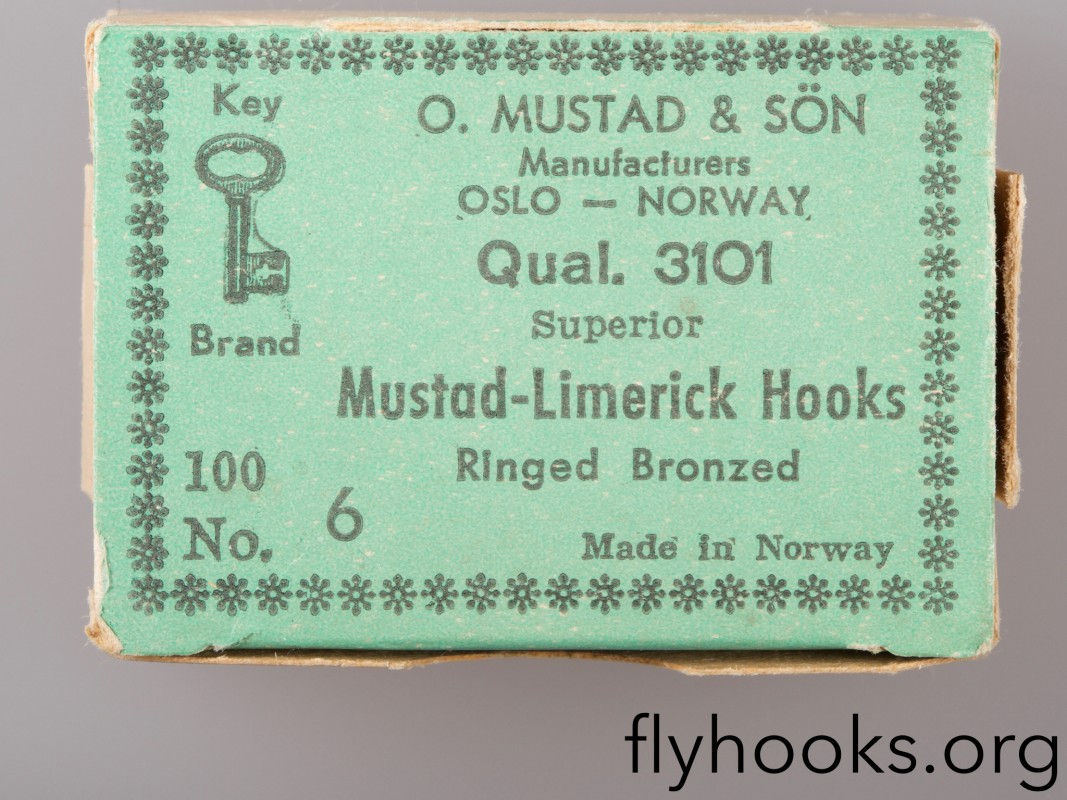 Key
Brand
O. MUSTAD & SÖN
Manufacturers
OSLO — NORWAY
Qual. 3101
Superior
Mustad-Limerick Hooks
Ringed Bronzed
100
No. 6
Made in Norway
flyhooks.org